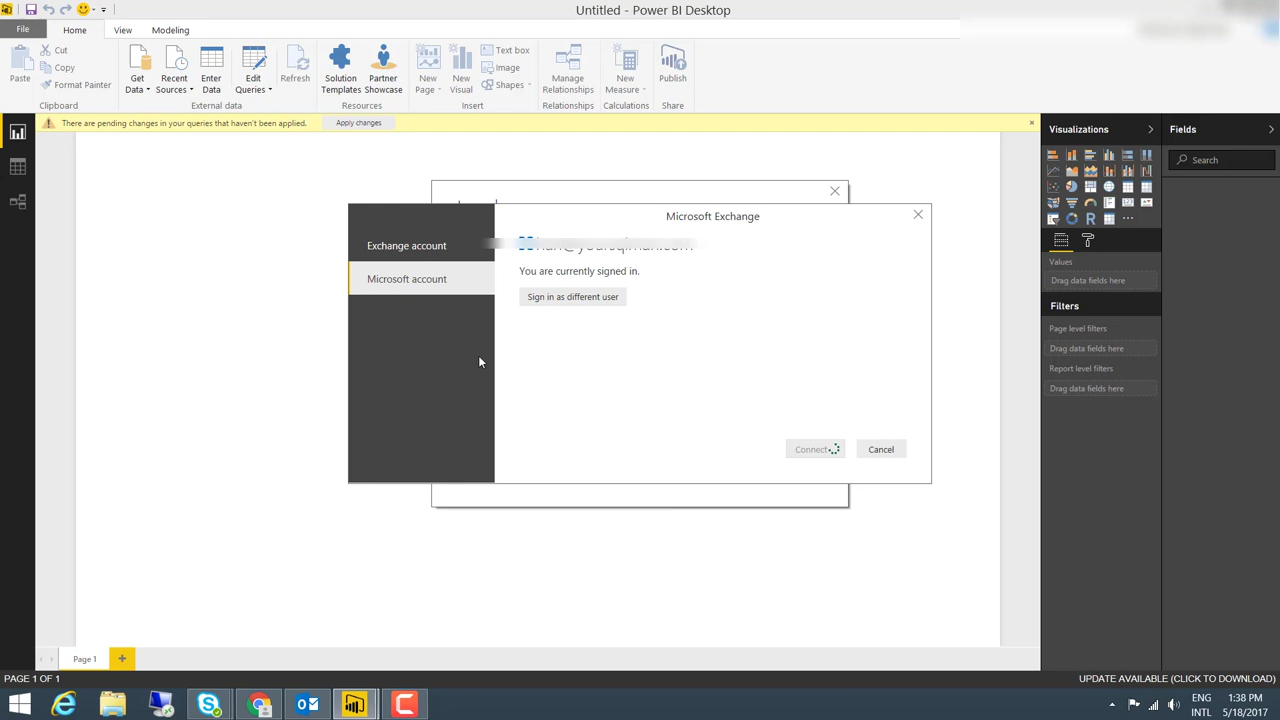 Untitled - Power BI Desktop
File
Home
View
Modeling
Paste
Cut
Copy
Format Painter
Clipboard
Get Data
Recent Sources
Enter Data
Edit Queries
Refresh
External data
Solution Templates
Partner Showcase
Resources
New Page
New Visual
Text box
Image
Shapes
Insert
Manage Relationships
Relationships
New Measure
Calculations
Publish
Share
There are pending changes in your queries that haven't been applied.
Apply changes
Visualizations
Fields
Search
Values
Drag data fields here
Filters
Page level filters
Drag data fields here
Report level filters
Drag data fields here
Microsoft Exchange
Exchange account
Microsoft account
You are currently signed in.
Sign in as different user
Connect
Cancel
Page 1
PAGE 1 OF 1
UPDATE AVAILABLE (CLICK TO DOWNLOAD)
ENG
INTL
1:38 PM
5/18/2017